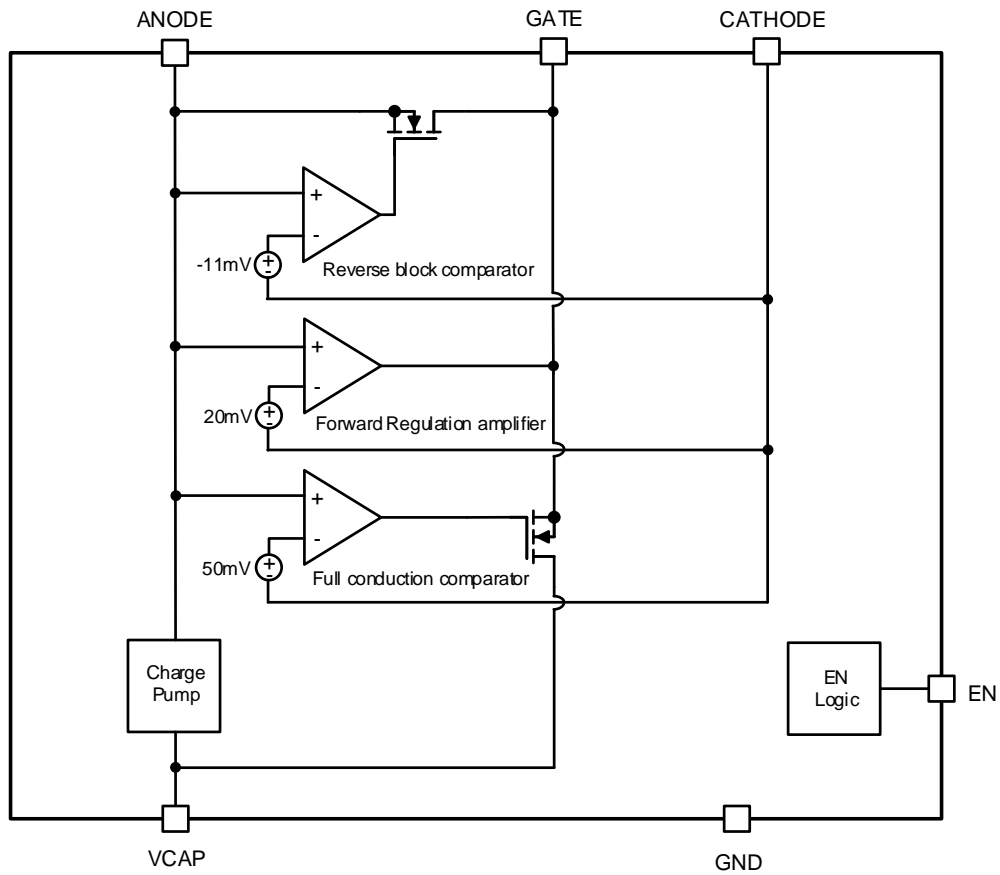 ANODE
GATE
CATHODE
+
-
-11mV
+
-
Reverse block comparator
+
-
20mV
+
-
Forward Regulation amplifier
+
-
50mV
+
-
Full conduction comparator
Charge
Pump
EN
Logic
EN
VCAP
GND